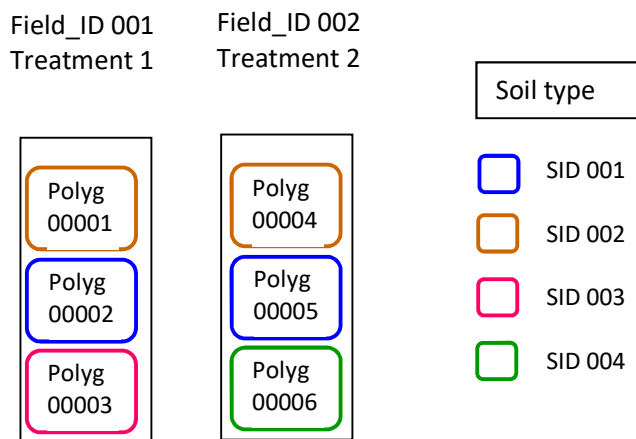 Field_ID 001
Treatment 1
Field_ID 002
Treatment 2
Polyg
00001
Polyg
00002
Polyg
00003
Polyg
00004
Polyg
00005
Polyg
00006
Soil type
SID 001
SID 002
SID 003
SID 004